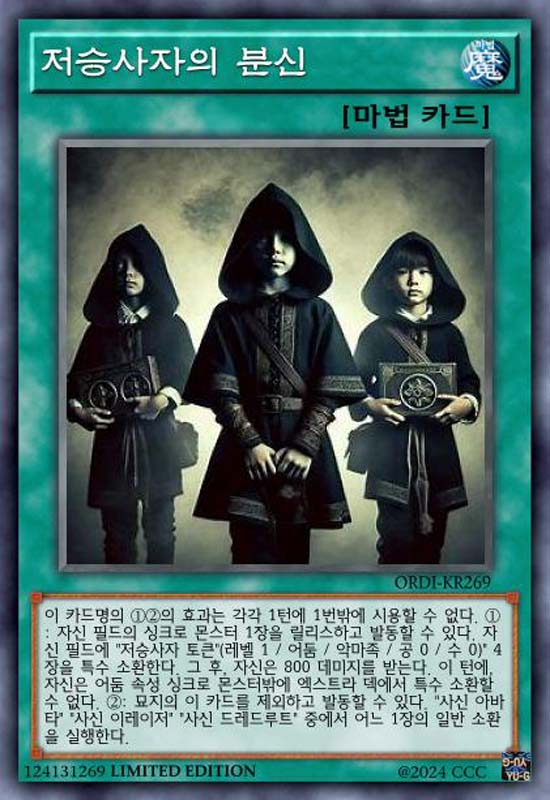 저승사자의 분신
마법
魔
[마법 카드]
ORDI-KR269
이 카드명의 ①②의 효과는 각각 1턴에 1번밖에 사용할 수 없다. ①
: 자신 필드의 싱크로 몬스터 1장을 릴리스하고 발동할 수 있다. 자
신 필드에 "저승사자 토큰"(레벨 1 / 어둠 / 악마족 / 공 0 / 수 0)" 4
장을 특수 소환한다. 그 후, 자신은 800 데미지를 받는다. 이 턴에,
자신은 어둠 속성 싱크로 몬스터밖에 엑스트라 덱에서 특수 소환할
수 없다. ②: 묘지의 이 카드를 제외하고 발동할 수 있다. "사신 아바
타" "사신 이레이저" "사신 드레드루트" 중에서 어느 1장의 일반 소환
을 실행한다.
124131269 LIMITED EDITION
@2024 CCC
YU-G
YU-G